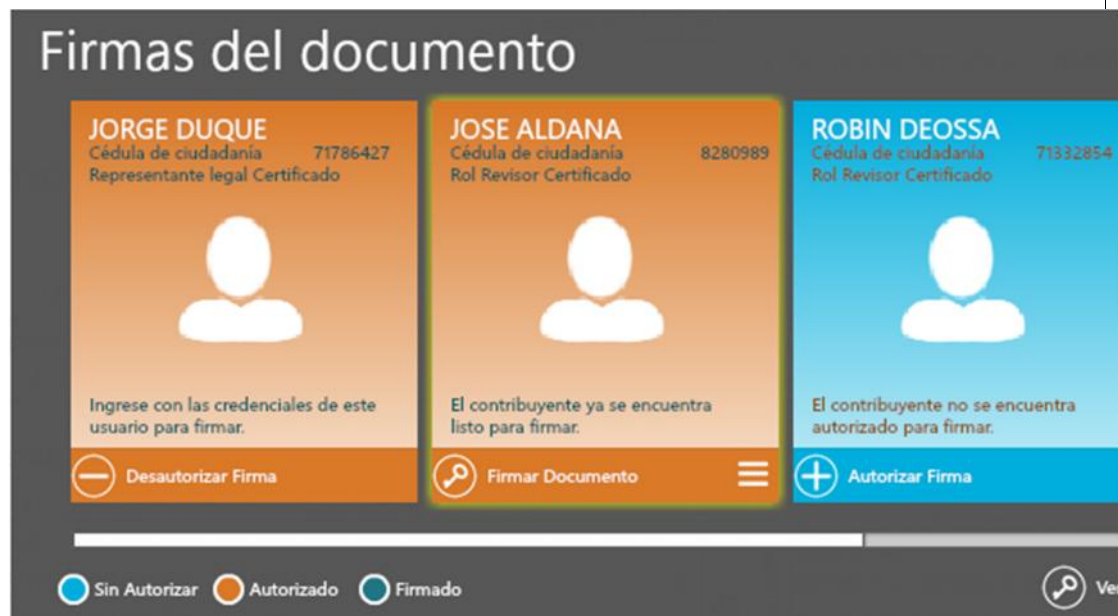 Firmas del documento
JORGE DUQUE
Cédula de ciudadanía 71786427
Representante legal Certificado
Ingrese con las credenciales de este
usuario para firmar.
Desautorizar Firma
JOSE ALDANA
Cédula de ciudadanía 8280989
Rol Revisor Certificado
El contribuyente ya se encuentra
listo para firmar.
Firmar Documento
ROBIN DEOSSA
Cédula de ciudadanía 71332854
Rol Revisor Certificado
El contribuyente no se encuentra
autorizado para firmar.
Autorizar Firma
Sin Autorizar Autorizado Firmado